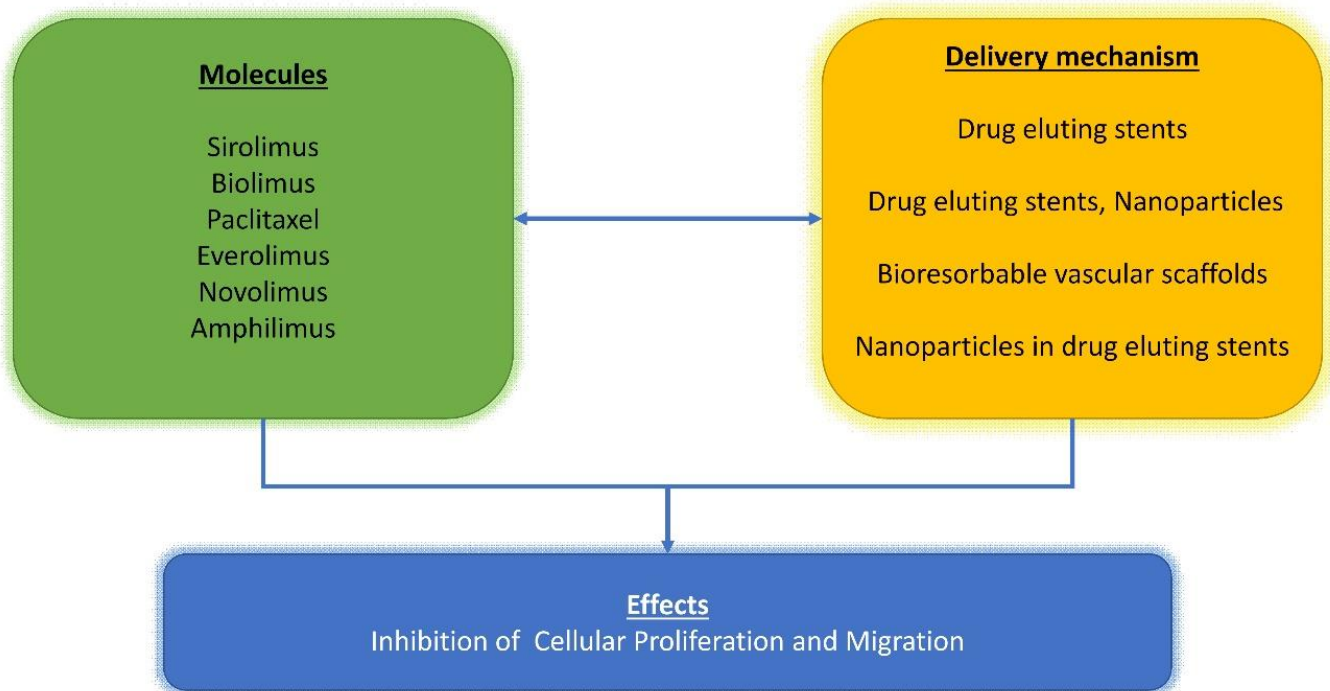 Molecules
Sirolimus
Biolimus
Paclitaxel
Everolimus
Novolimus
Amphilimus
Delivery mechanism
Drug eluting stents
Drug eluting stents, Nanoparticles
Bioresorbable vascular scaffolds
Nanoparticles in drug eluting stents
Effects
Inhibition of Cellular Proliferation and Migration